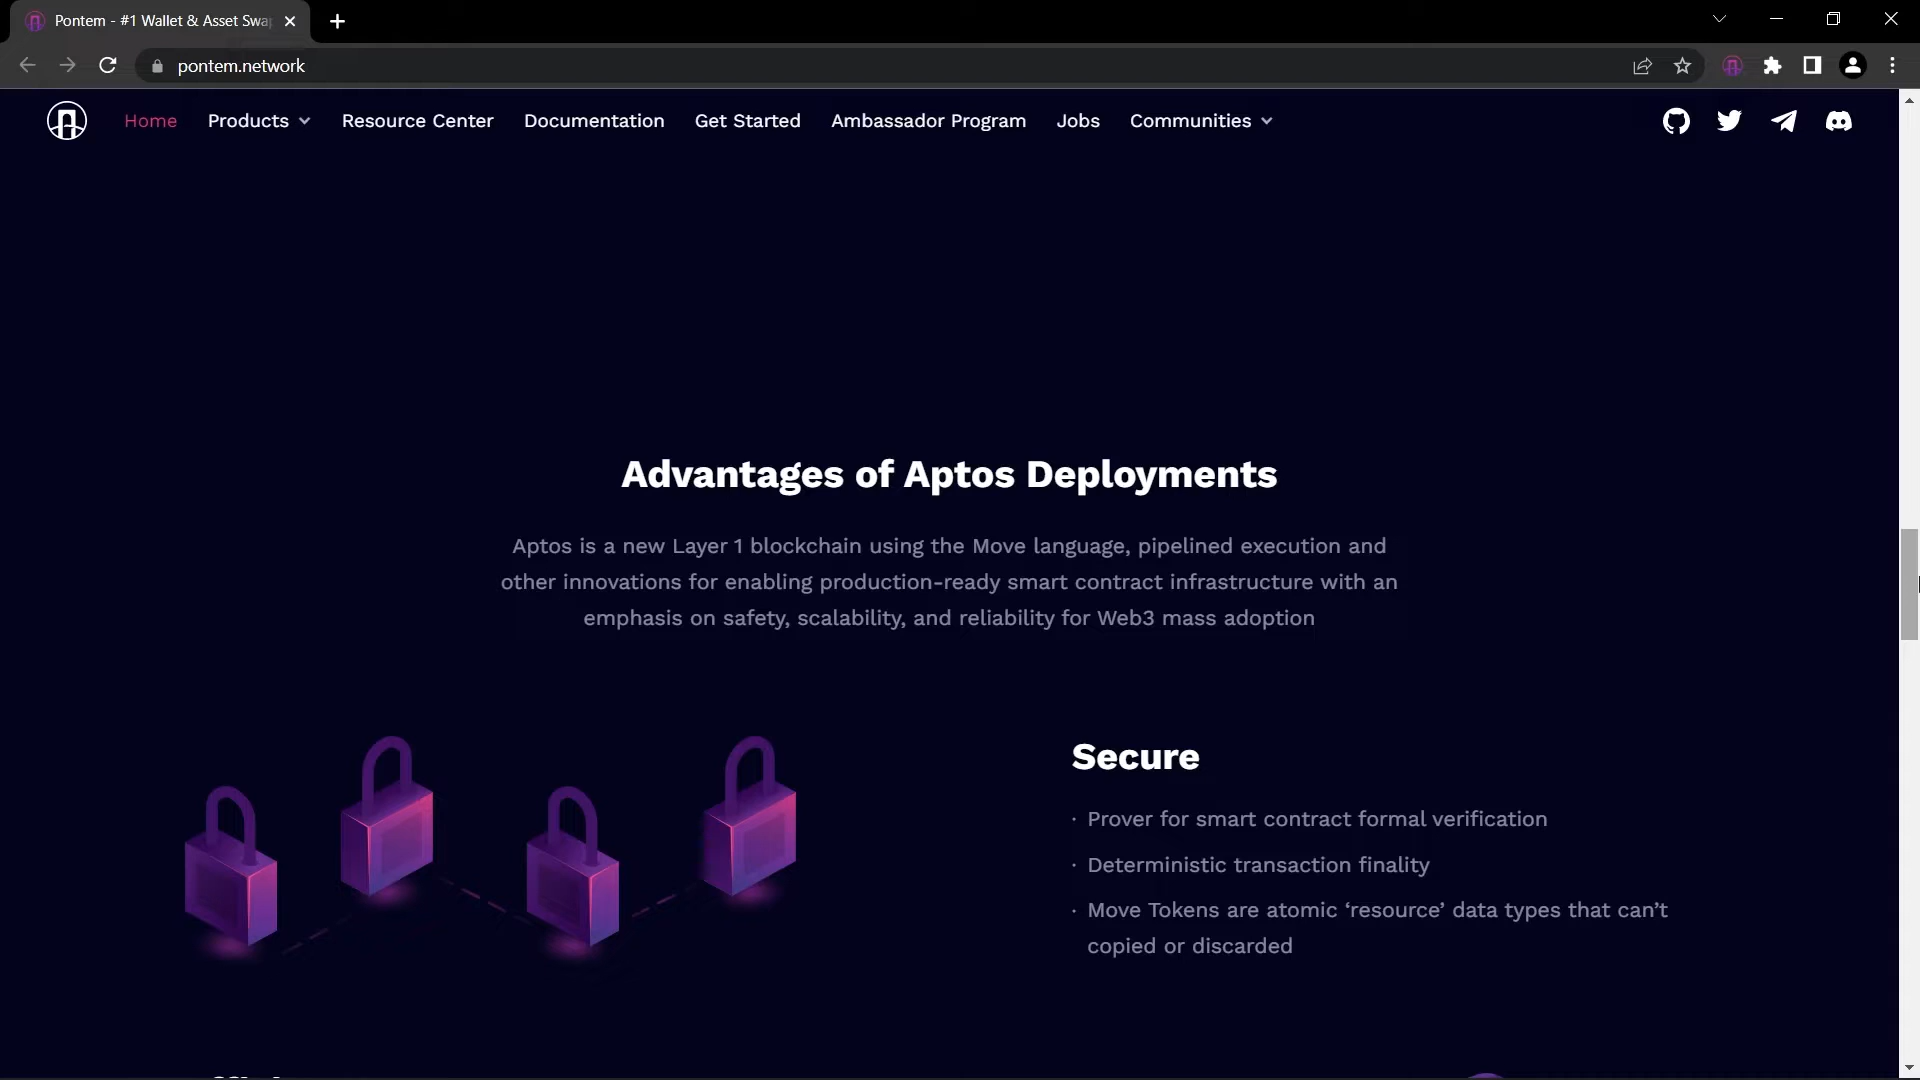 Pontem - #1 Wallet & Asset Swap
pontem.network
Home Products Resource Center Documentation Get Started Ambassador Program Jobs Communities
Advantages of Aptos Deployments
Aptos is a new Layer 1 blockchain using the Move language, pipelined execution and
other innovations for enabling production-ready smart contract infrastructure with an
emphasis on safety, scalability, and reliability for Web3 mass adoption
Secure
· Prover for smart contract formal verification
· Deterministic transaction finality
· Move Tokens are atomic ‘resource’ data types that can’t
copied or discarded